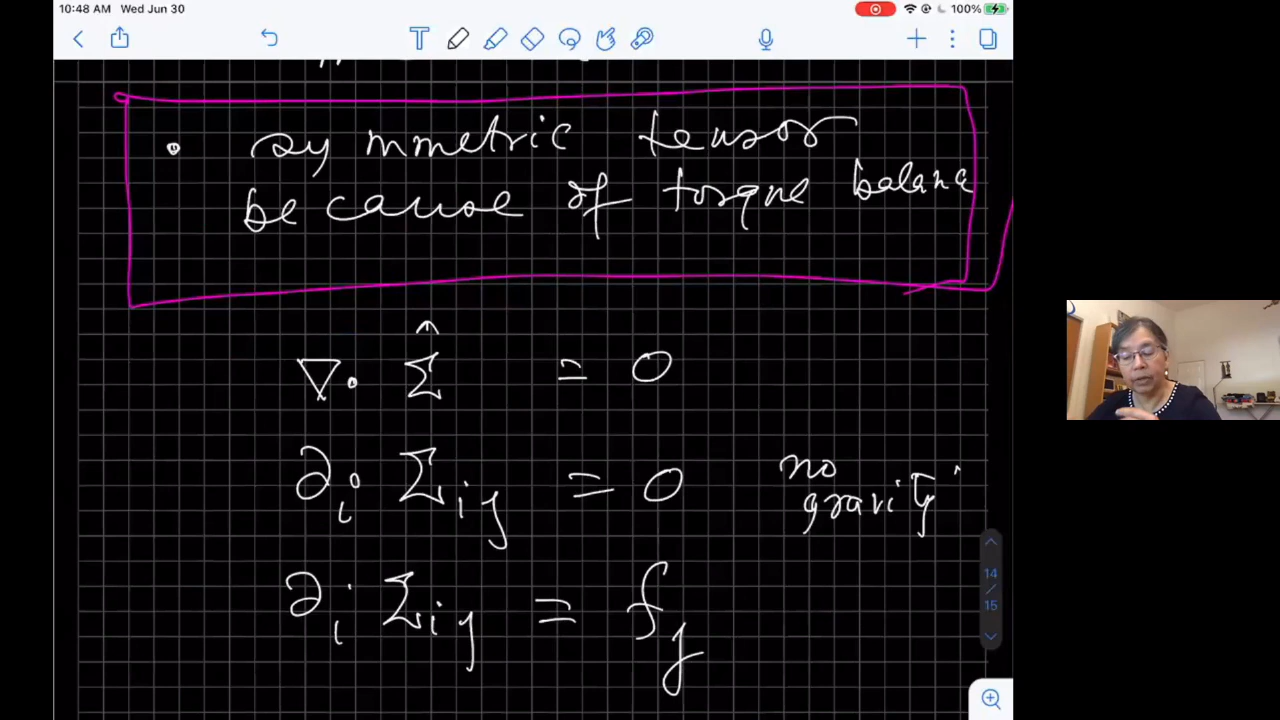 10:48 AM Wed Jun 30
100%
T
• symmetric tensor
because of torque balance
∇ · Σ̂ = 0
∂i Σij = 0 no
gravity
∂i Σij = fj
14
/
15